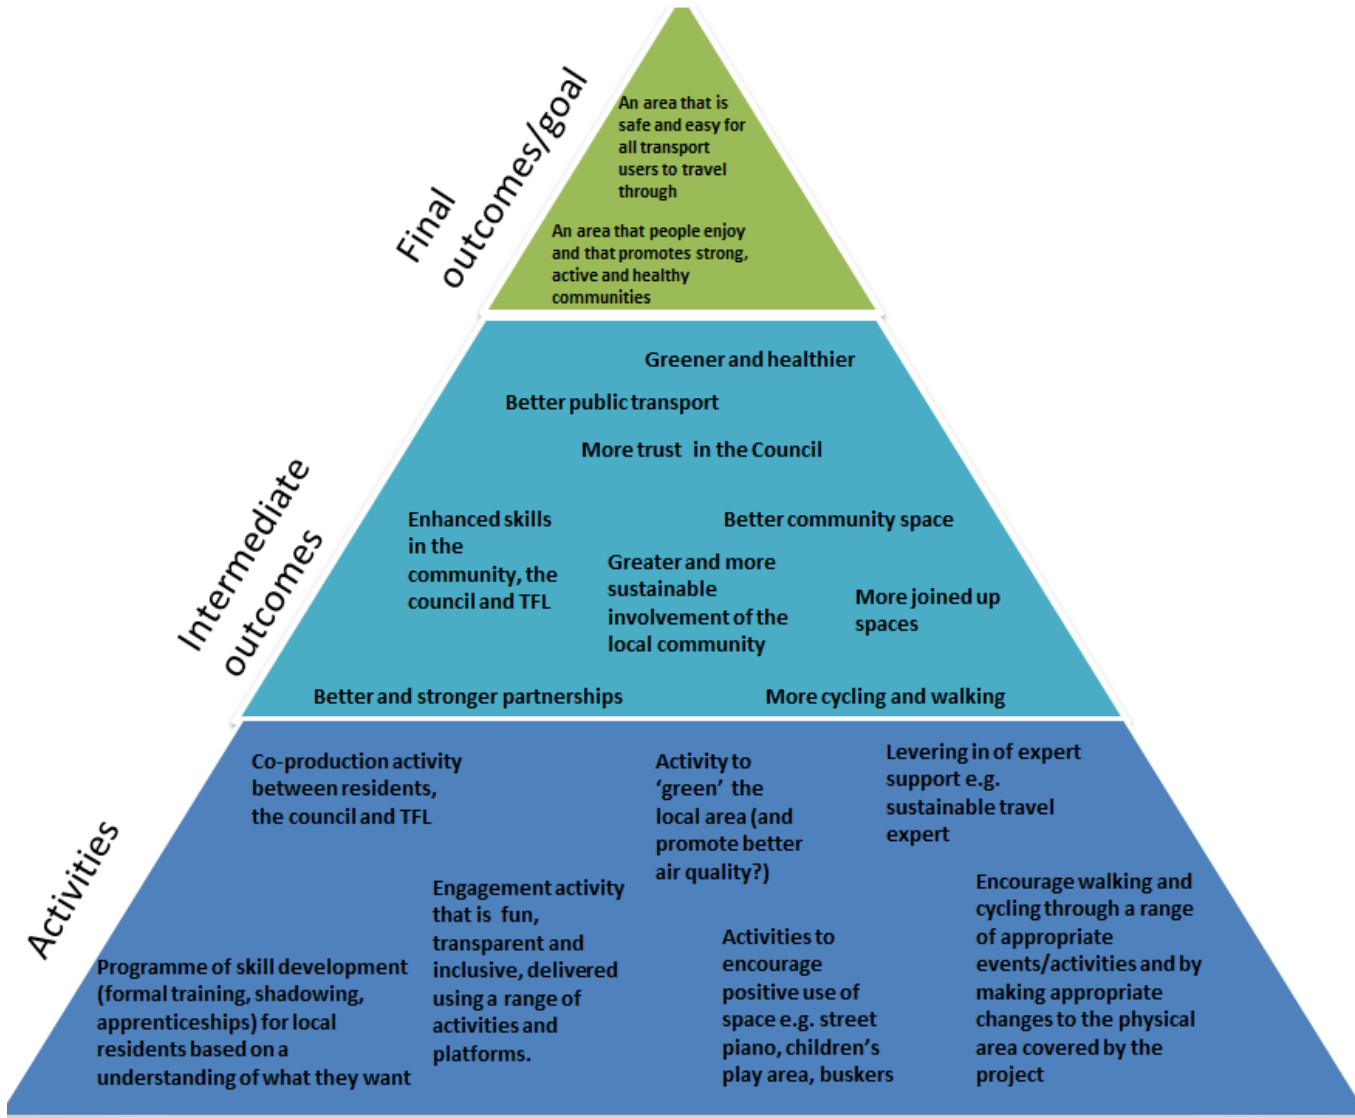 Final
outcomes/goal
An area that is
safe and easy for
all transport
users to travel
through
An area that people enjoy
and that promotes strong,
active and healthy
communities
Intermediate
outcomes
Greener and healthier
Better public transport
More trust in the Council
Enhanced skills
in the
community, the
council and TFL
Better community space
Greater and more
sustainable
involvement of the
local community
More joined up
spaces
Better and stronger partnerships
More cycling and walking
Activities
Co-production activity
between residents,
the council and TFL
Activity to
‘green’ the
local area (and
promote better
air quality?)
Levering in of expert
support e.g.
sustainable travel
expert
Programme of skill development
(formal training, shadowing,
apprenticeships) for local
residents based on a
understanding of what they want
Engagement activity
that is fun,
transparent and
inclusive, delivered
using a range of
activities and
platforms.
Activities to
encourage
positive use of
space e.g. street
piano, children’s
play area, buskers
Encourage walking and
cycling through a range
of appropriate
events/activities and by
making appropriate
changes to the physical
area covered by the
project